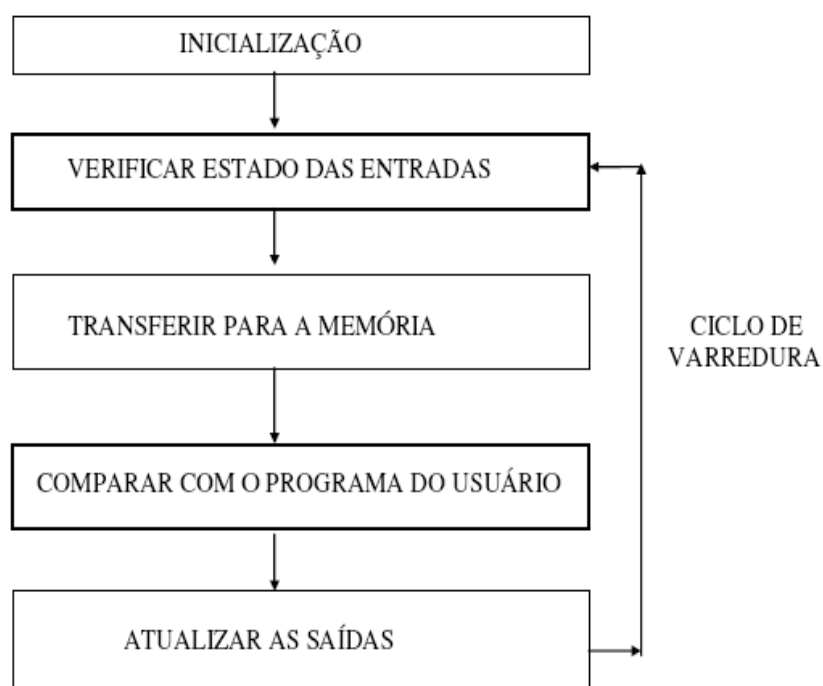 INICIALIZAÇÃO
VERIFICAR ESTADO DAS ENTRADAS
TRANSFERIR PARA A MEMÓRIA
CICLO DE
VARREDURA
COMPARAR COM O PROGRAMA DO USUÁRIO
ATUALIZAR AS SAÍDAS